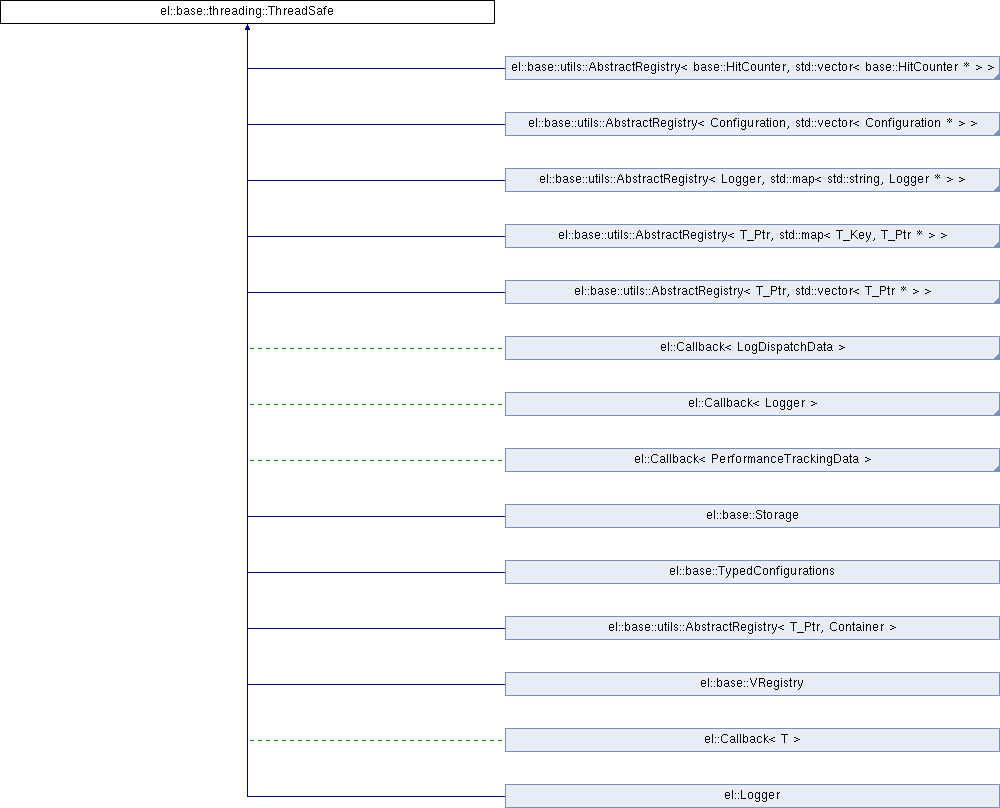 el::base::threading::ThreadSafe
el::base::utils::AbstractRegistry< base::HitCounter, std::vector< base::HitCounter * > >
el::base::utils::AbstractRegistry< Configuration, std::vector< Configuration * > >
el::base::utils::AbstractRegistry< Logger, std::map< std::string, Logger * > >
el::base::utils::AbstractRegistry< T_Ptr, std::map< T_Key, T_Ptr * > >
el::base::utils::AbstractRegistry< T_Ptr, std::vector< T_Ptr * > >
el::Callback< LogDispatchData >
el::Callback< Logger >
el::Callback< PerformanceTrackingData >
el::base::Storage
el::base::TypedConfigurations
el::base::utils::AbstractRegistry< T_Ptr, Container >
el::base::VRegistry
el::Callback< T >
el::Logger